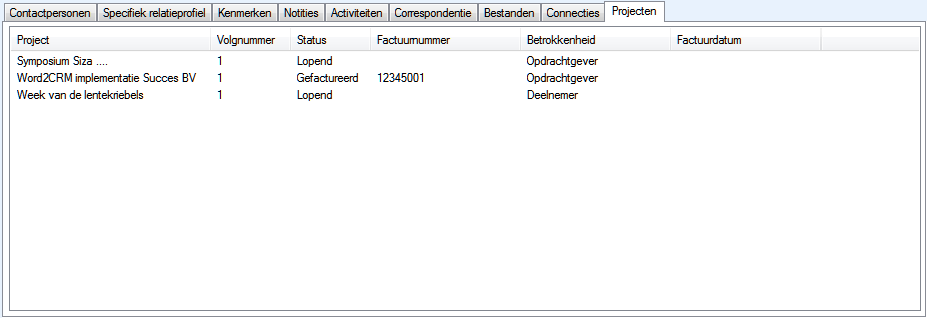 Contactpersonen Specifiek relatieprofiel Kenmerken Notities Activiteiten Correspondentie Bestanden Connecties Projecten
Project Volgnummer Status Factuurnummer Betrokkenheid Factuurdatum
Symposium Siza .... 1 Lopend Opdrachtgever
Word2CRM implementatie Succes BV 1 Gefactureerd 12345001 Opdrachtgever
Week van de lentekriebels 1 Lopend Deelnemer